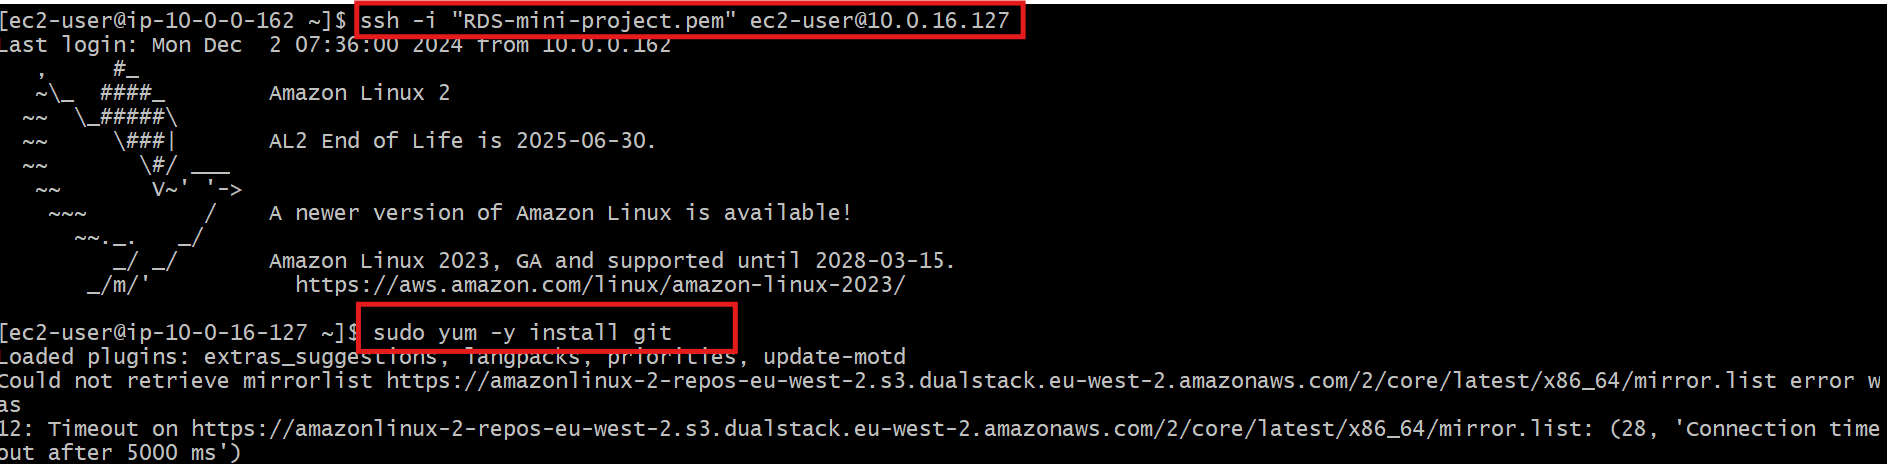 [ec2-user@ip-10-0-0-162 ~]$ ssh -i "RDS-mini-project.pem" ec2-user@10.0.16.127
Last login: Mon Dec  2 07:36:00 2024 from 10.0.0.162
   ,     #_
   ~\_  ####_        Amazon Linux 2
  ~~  \_#####\
  ~~     \###|       AL2 End of Life is 2025-06-30.
  ~~       \#/ ___
   ~~       V~' '->
    ~~~         /    A newer version of Amazon Linux is available!
      ~~._.   _/
         _/ _/       Amazon Linux 2023, GA and supported until 2028-03-15.
       _/m/'           https://aws.amazon.com/linux/amazon-linux-2023/
[ec2-user@ip-10-0-16-127 ~]$ sudo yum -y install git
Loaded plugins: extras_suggestions, langpacks, priorities, update-motd
Could not retrieve mirrorlist https://amazonlinux-2-repos-eu-west-2.s3.dualstack.eu-west-2.amazonaws.com/2/core/latest/x86_64/mirror.list error w
as
12: Timeout on https://amazonlinux-2-repos-eu-west-2.s3.dualstack.eu-west-2.amazonaws.com/2/core/latest/x86_64/mirror.list: (28, 'Connection time
out after 5000 ms')